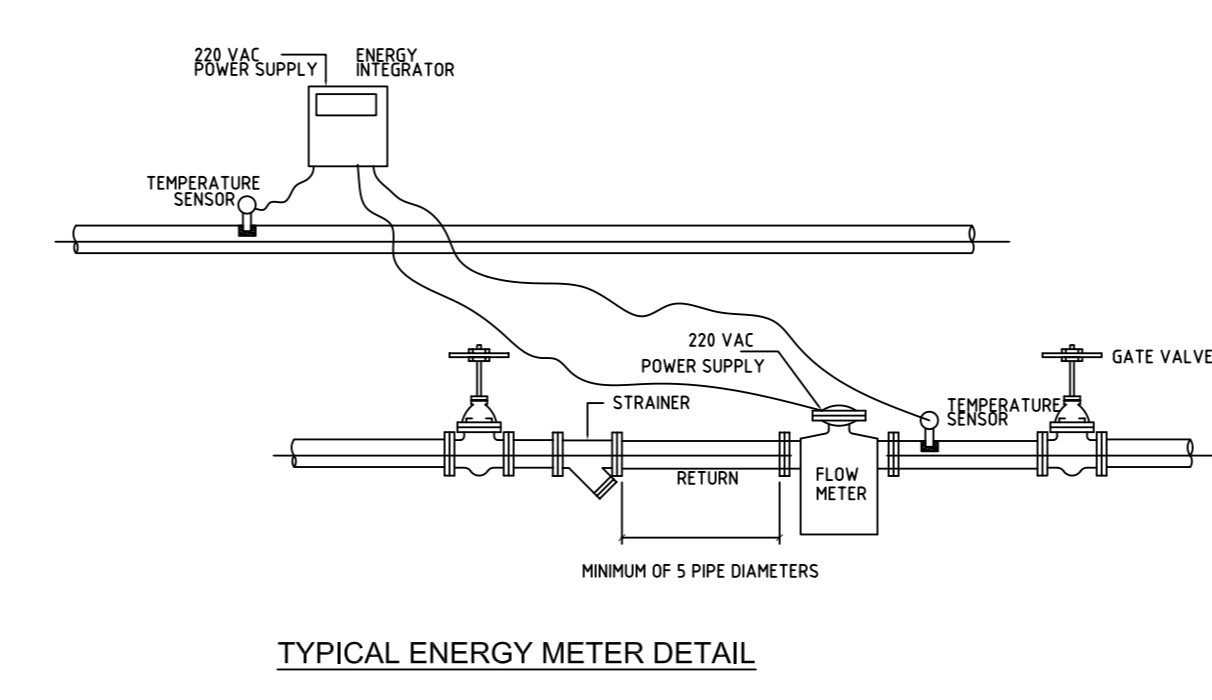 220 VAC
POWER SUPPLY
ENERGY
INTEGRATOR
TEMPERATURE
SENSOR
220 VAC
POWER SUPPLY
GATE VALVE
STRAINER
TEMPERATURE
SENSOR
RETURN
FLOW
METER
MINIMUM OF 5 PIPE DIAMETERS
TYPICAL ENERGY METER DETAIL